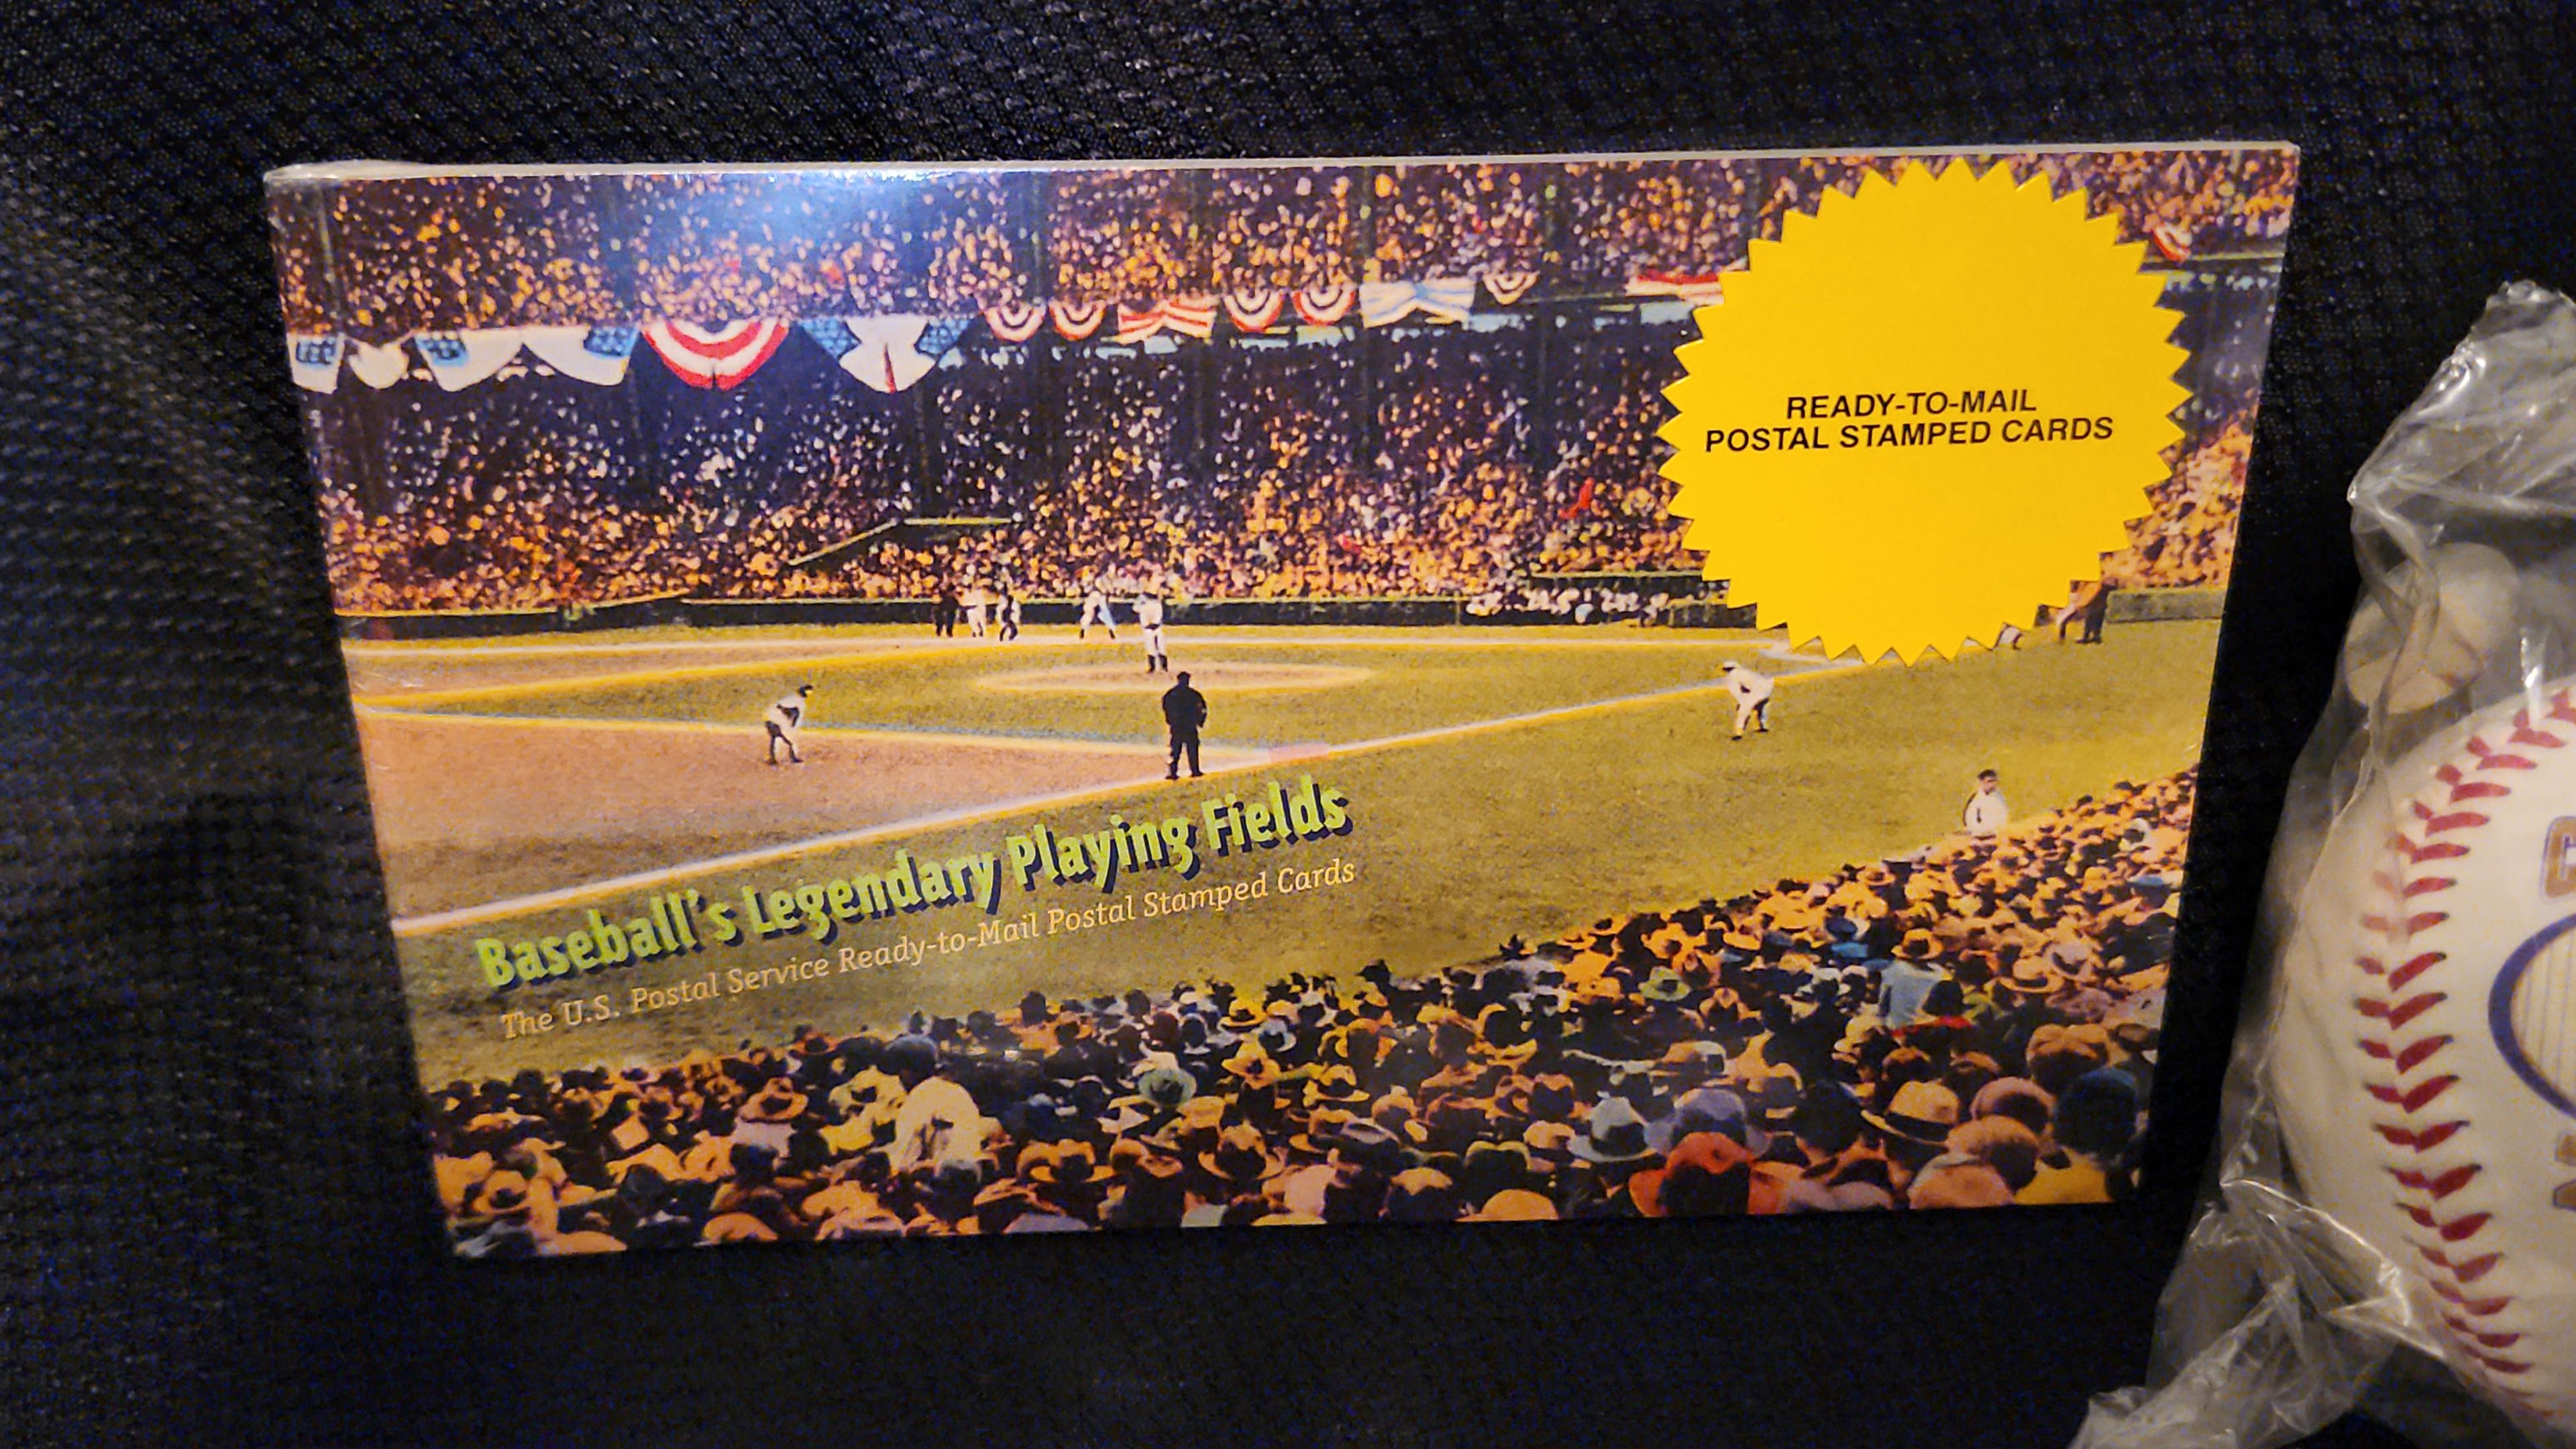 READY-TO-MAIL
POSTAL STAMPED CARDS
Baseball's Legendary Playing Fields
The U.S. Postal Service Ready-to-Mail Postal Stamped Cards